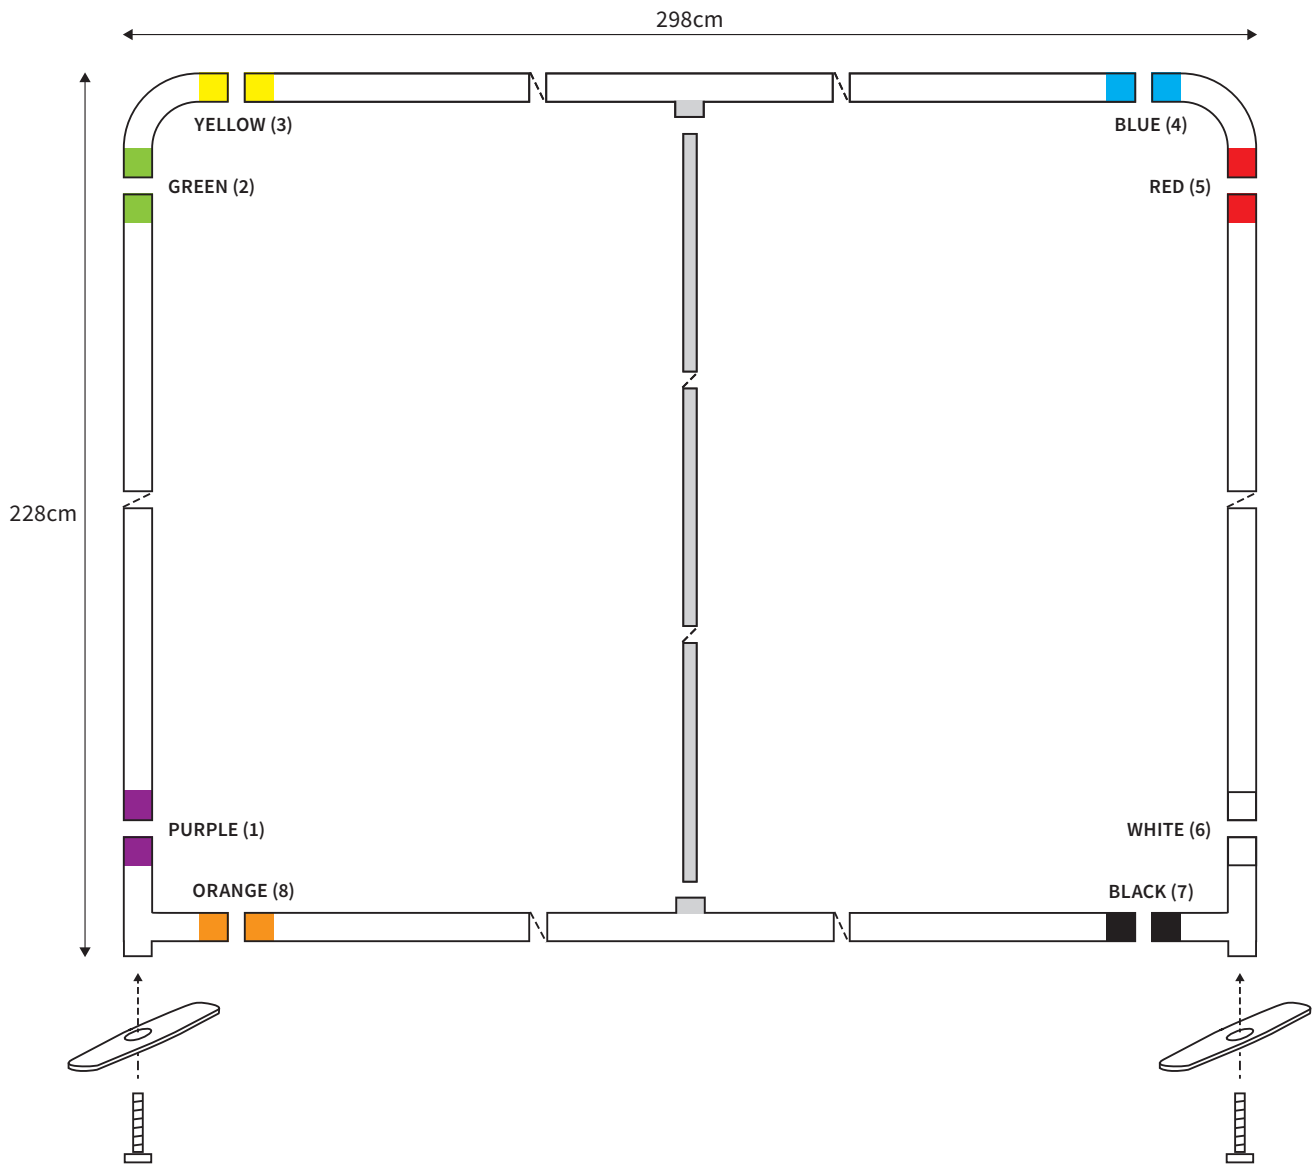 298cm
YELLOW (3)
BLUE (4)
GREEN (2)
RED (5)
228cm
PURPLE (1)
WHITE (6)
ORANGE (8)
BLACK (7)